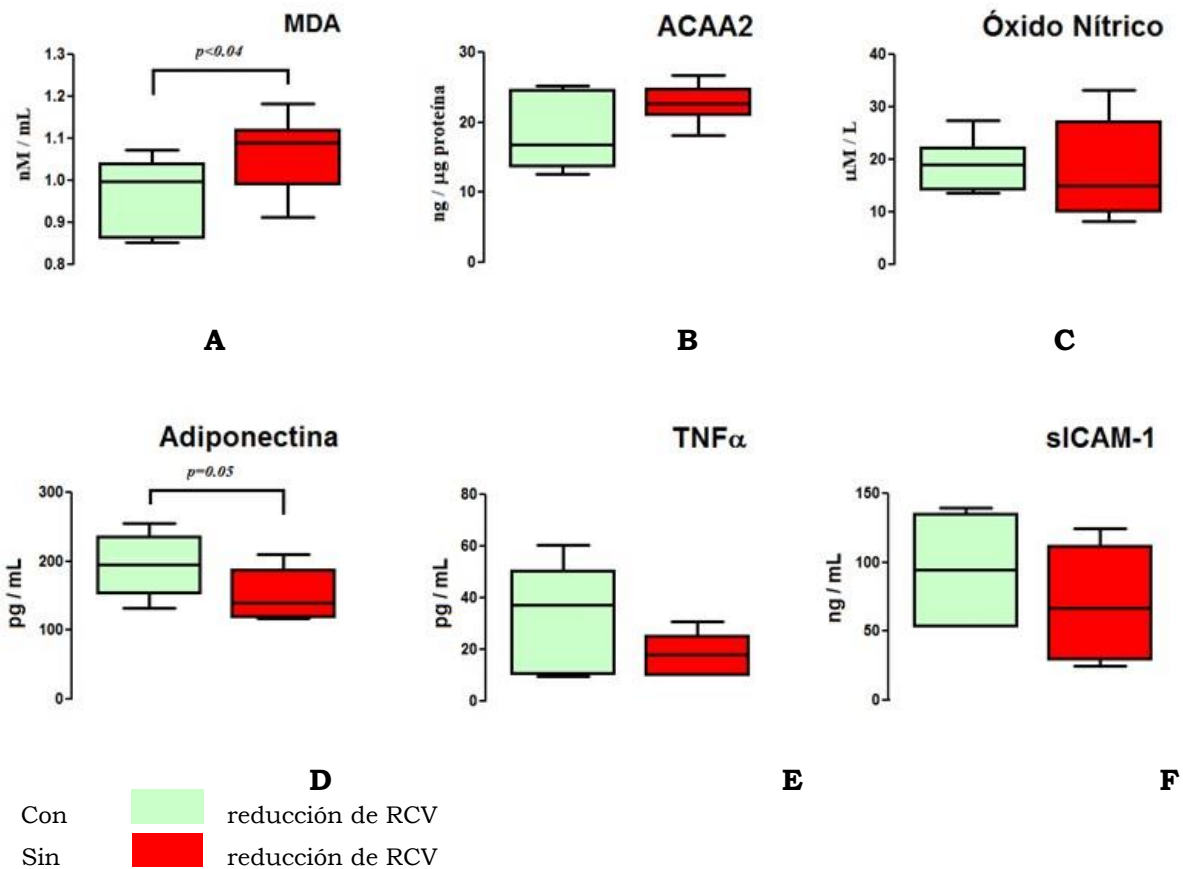 MDA
p<0.04
1.3
1.2
1.1
1.0
0.9
0.8
nM / mL
A
ACAA2
30
20
10
0
ng / µg proteína
B
Óxido Nítrico
40
30
20
10
0
µM / L
C
Adiponectina
p=0.05
300
200
100
0
pg / mL
D
TNFα
80
60
40
20
0
pg / mL
E
sICAM-1
150
100
50
0
ng / mL
F
Con reducción de RCV
Sin reducción de RCV